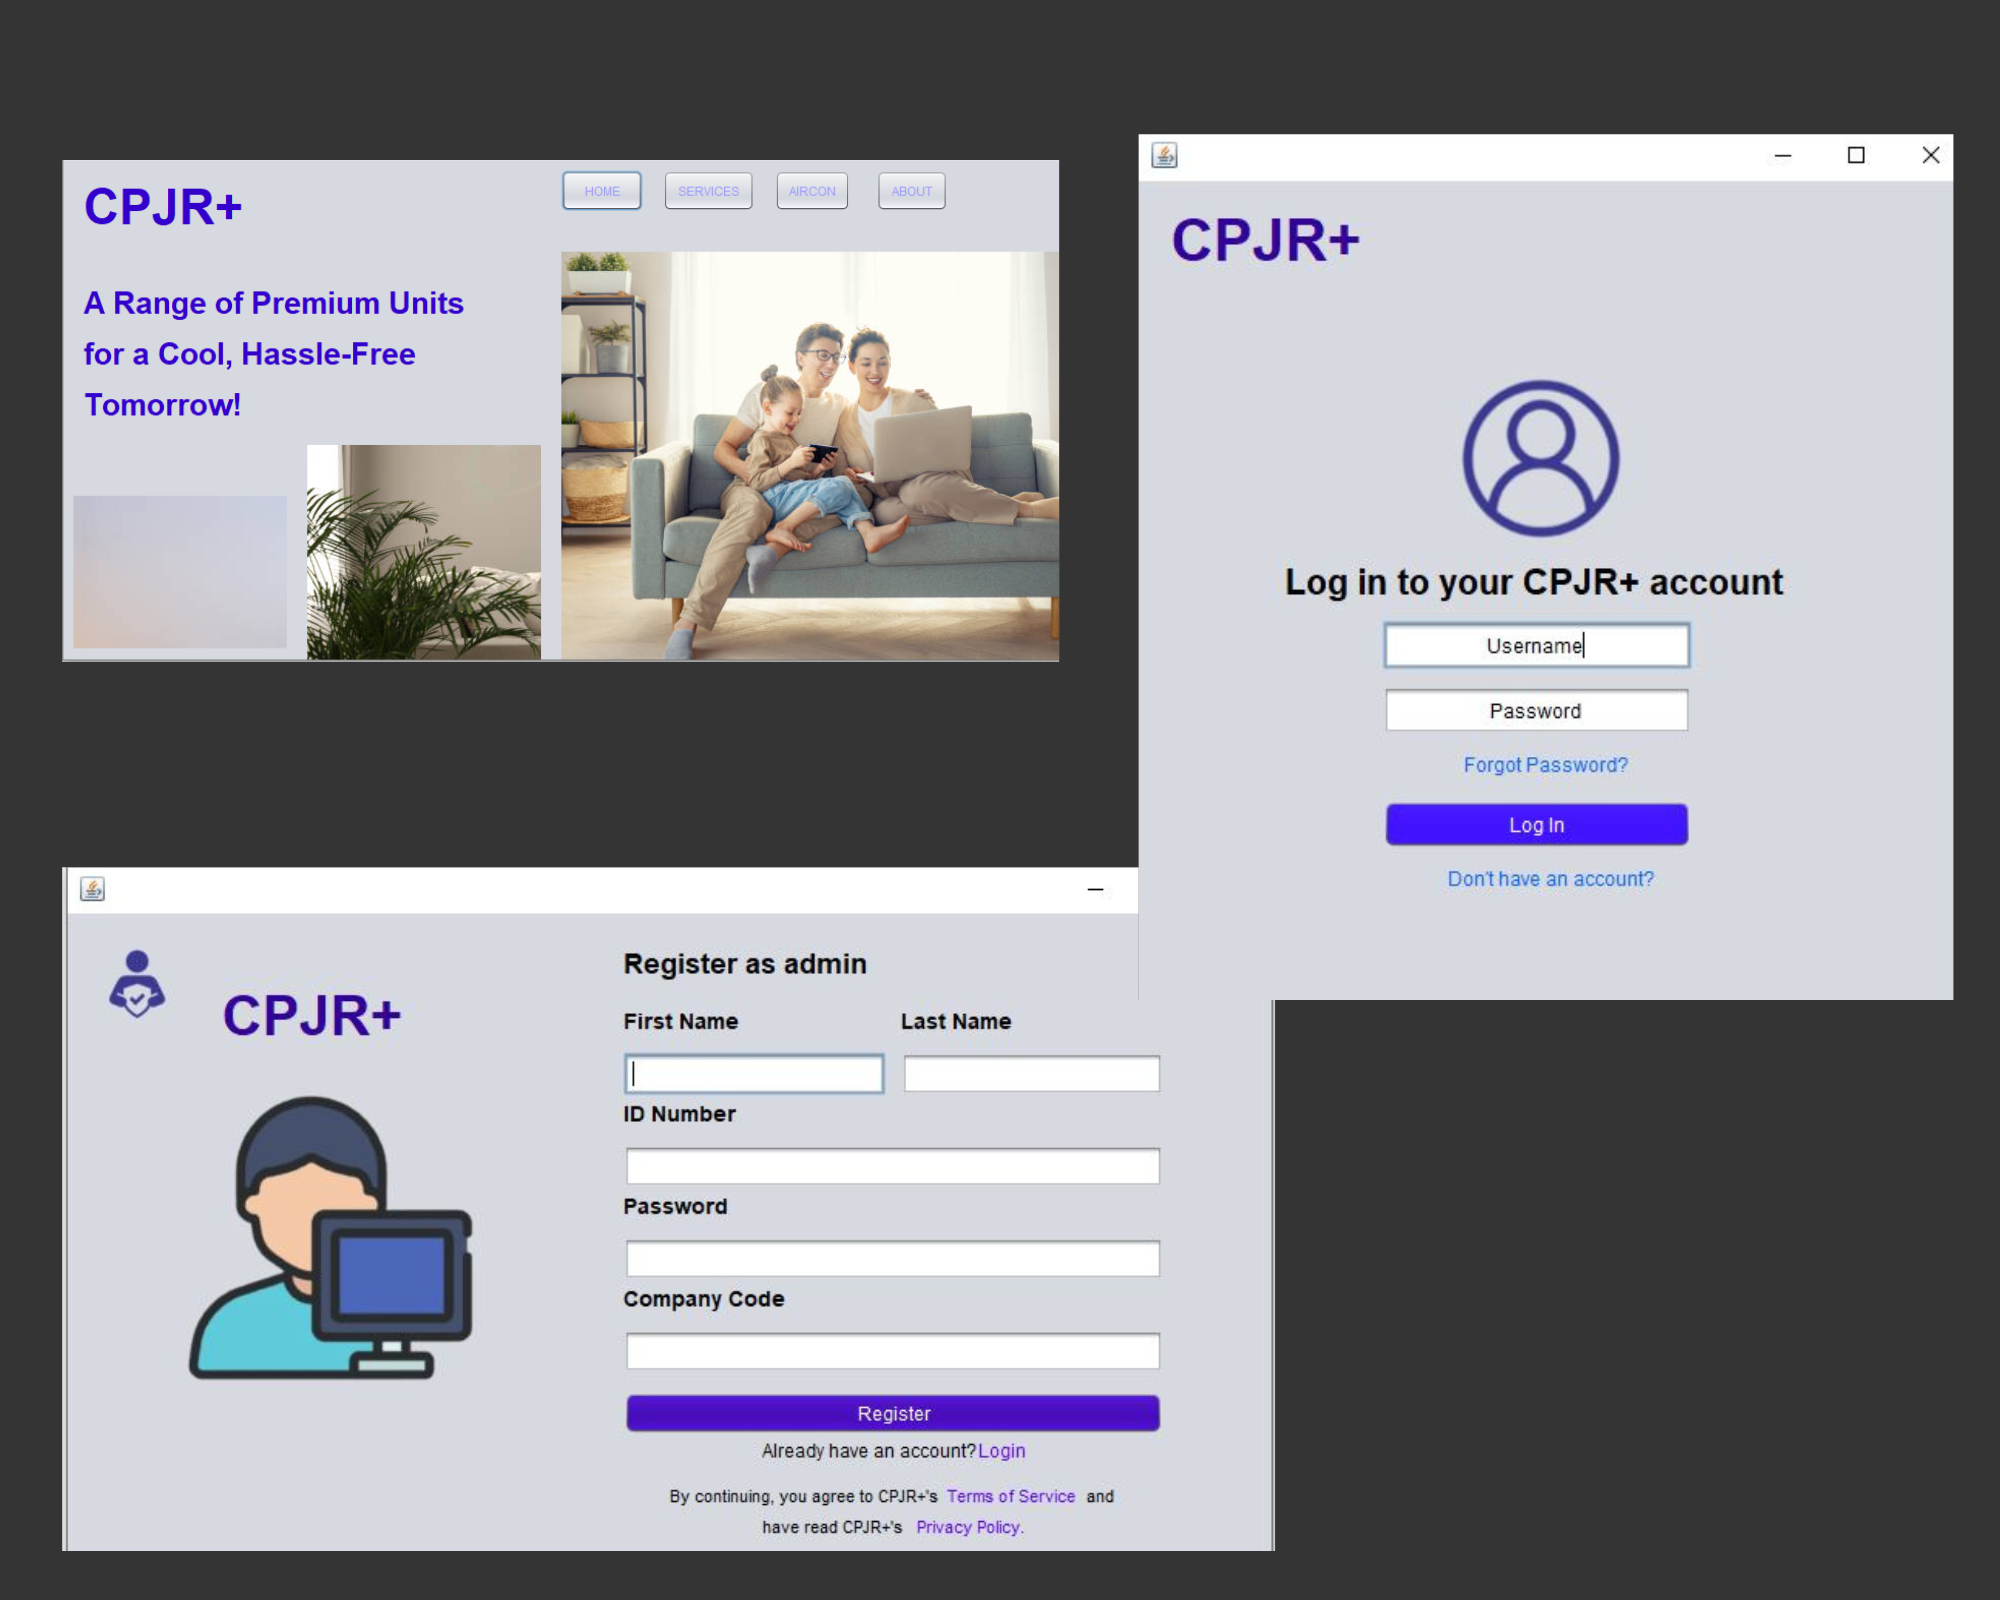 CPJR+
HOME
SERVICES
AIRCON
ABOUT
A Range of Premium Units
for a Cool, Hassle-Free
Tomorrow!
CPJR+
Log in to your CPJR+ account
Username
Password
Forgot Password?
Log In
Don't have an account?
CPJR+
Register as admin
First Name
Last Name
ID Number
Password
Company Code
Register
Already have an account?Login
By continuing, you agree to CPJR+'s Terms of Service and
have read CPJR+'s Privacy Policy.